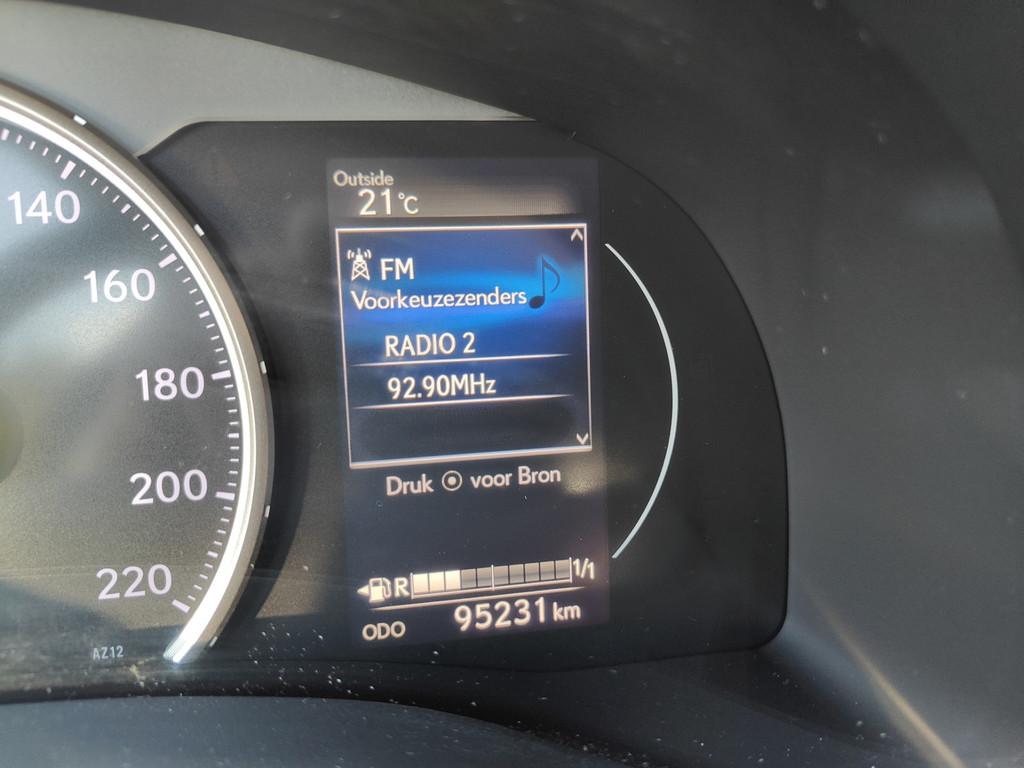 140
160
180
200
220
AZ12
Outside
21°C
FM
Voorkeuzezenders
RADIO 2
92.90MHz
Druk ⊙ voor Bron
R 1/1
ODO 95231 km